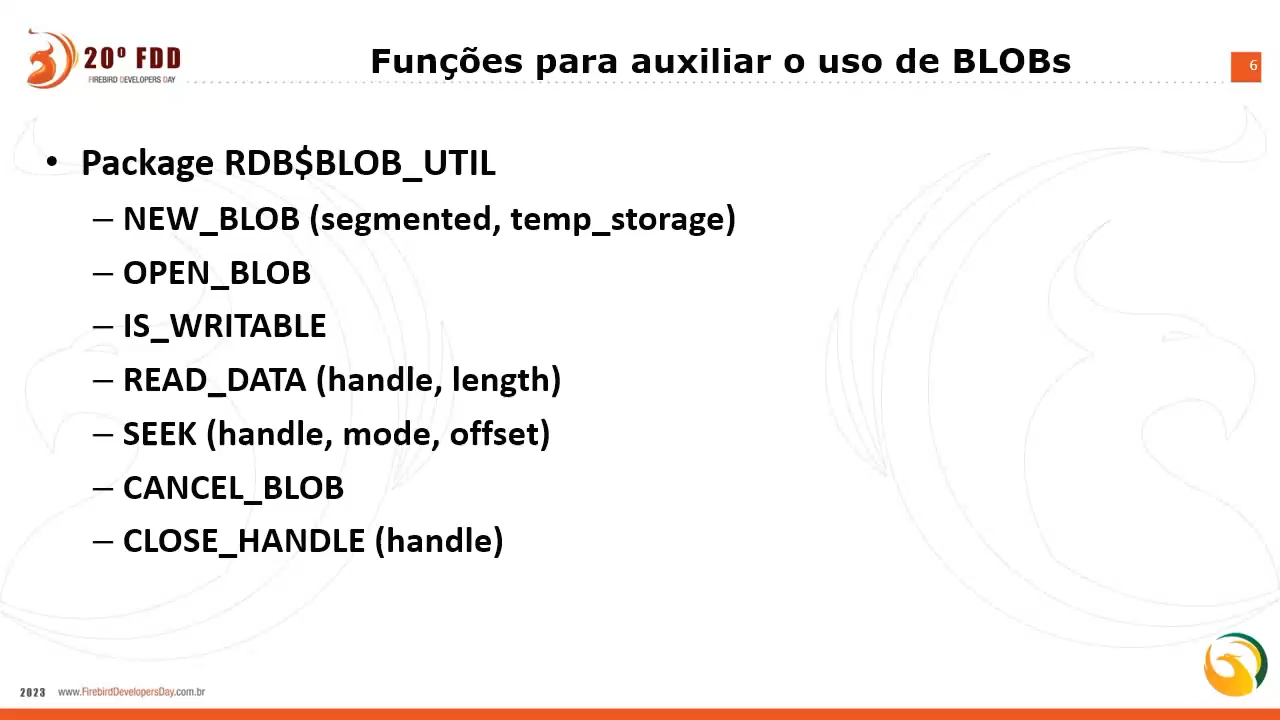 20º FDD
FIREBIRD DEVELOPERS DAY
Funções para auxiliar o uso de BLOBs
6
• Package RDB$BLOB_UTIL
– NEW_BLOB (segmented, temp_storage)
– OPEN_BLOB
– IS_WRITABLE
– READ_DATA (handle, length)
– SEEK (handle, mode, offset)
– CANCEL_BLOB
– CLOSE_HANDLE (handle)
2023 www.FirebirdDevelopersDay.com.br